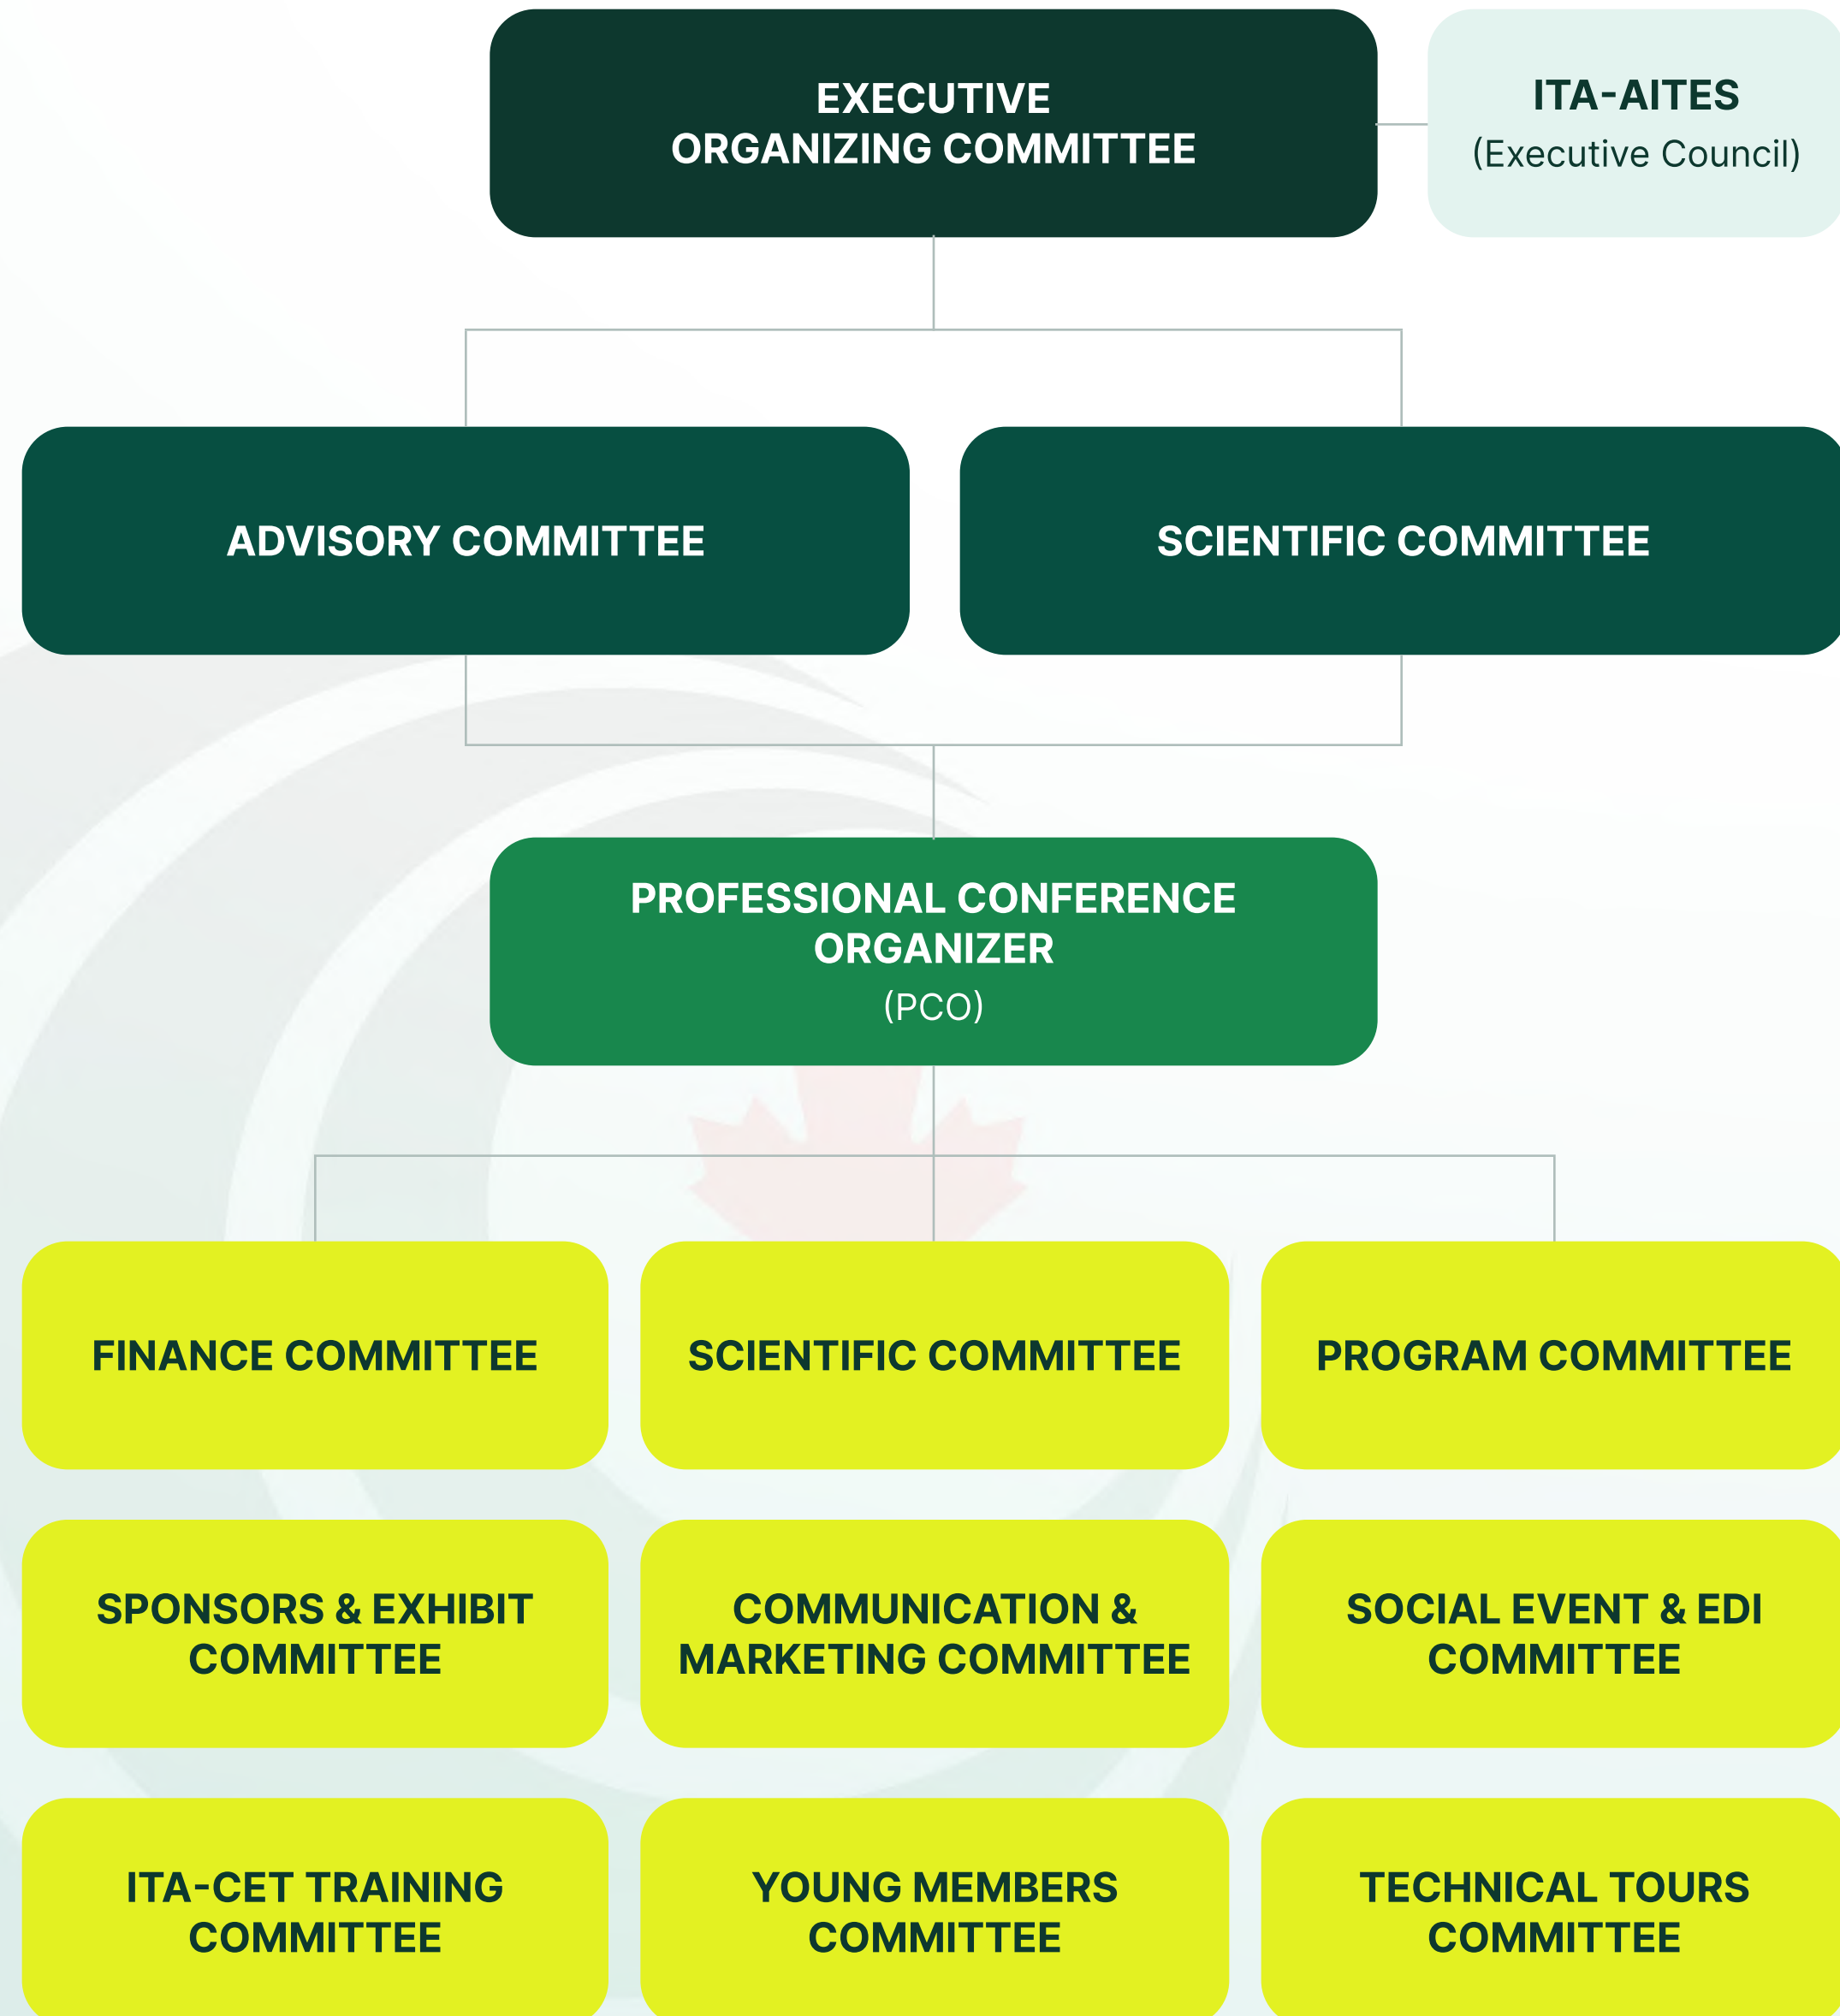 EXECUTIVE
ORGANIZING COMMITTEE
ITA-AITES
(Executive Council)
ADVISORY COMMITTEE
SCIENTIFIC COMMITTEE
PROFESSIONAL CONFERENCE
ORGANIZER
(PCO)
FINANCE COMMITTEE
SCIENTIFIC COMMITTEE
PROGRAM COMMITTEE
SPONSORS & EXHIBIT
COMMITTEE
COMMUNICATION &
MARKETING COMMITTEE
SOCIAL EVENT & EDI
COMMITTEE
ITA-CET TRAINING
COMMITTEE
YOUNG MEMBERS
COMMITTEE
TECHNICAL TOURS
COMMITTEE